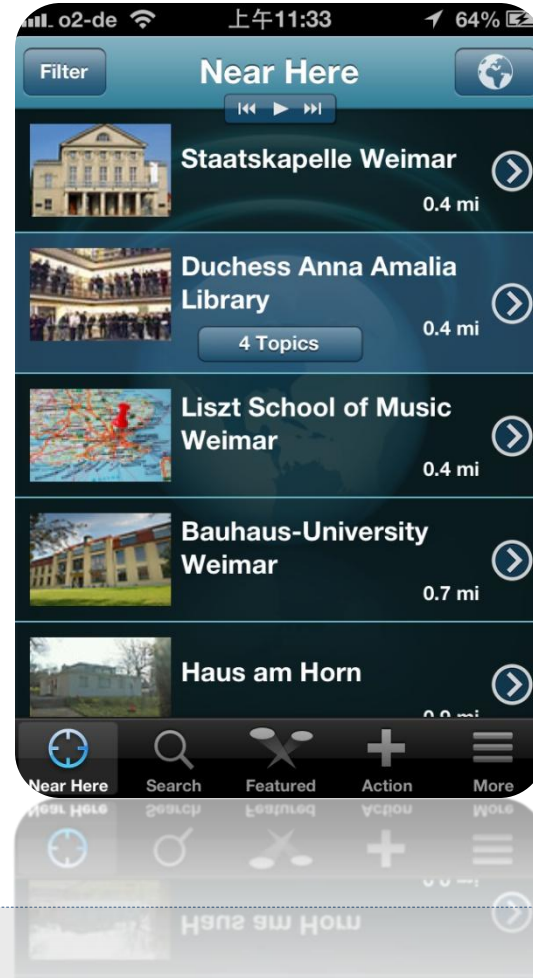 o2-de 上午11:33 64%
Filter Near Here
Staatskapelle Weimar
0.4 mi
Duchess Anna Amalia
Library
0.4 mi
4 Topics
Liszt School of Music
Weimar
0.4 mi
Bauhaus-University
Weimar
0.7 mi
Haus am Horn
Near Here Search Featured Action More